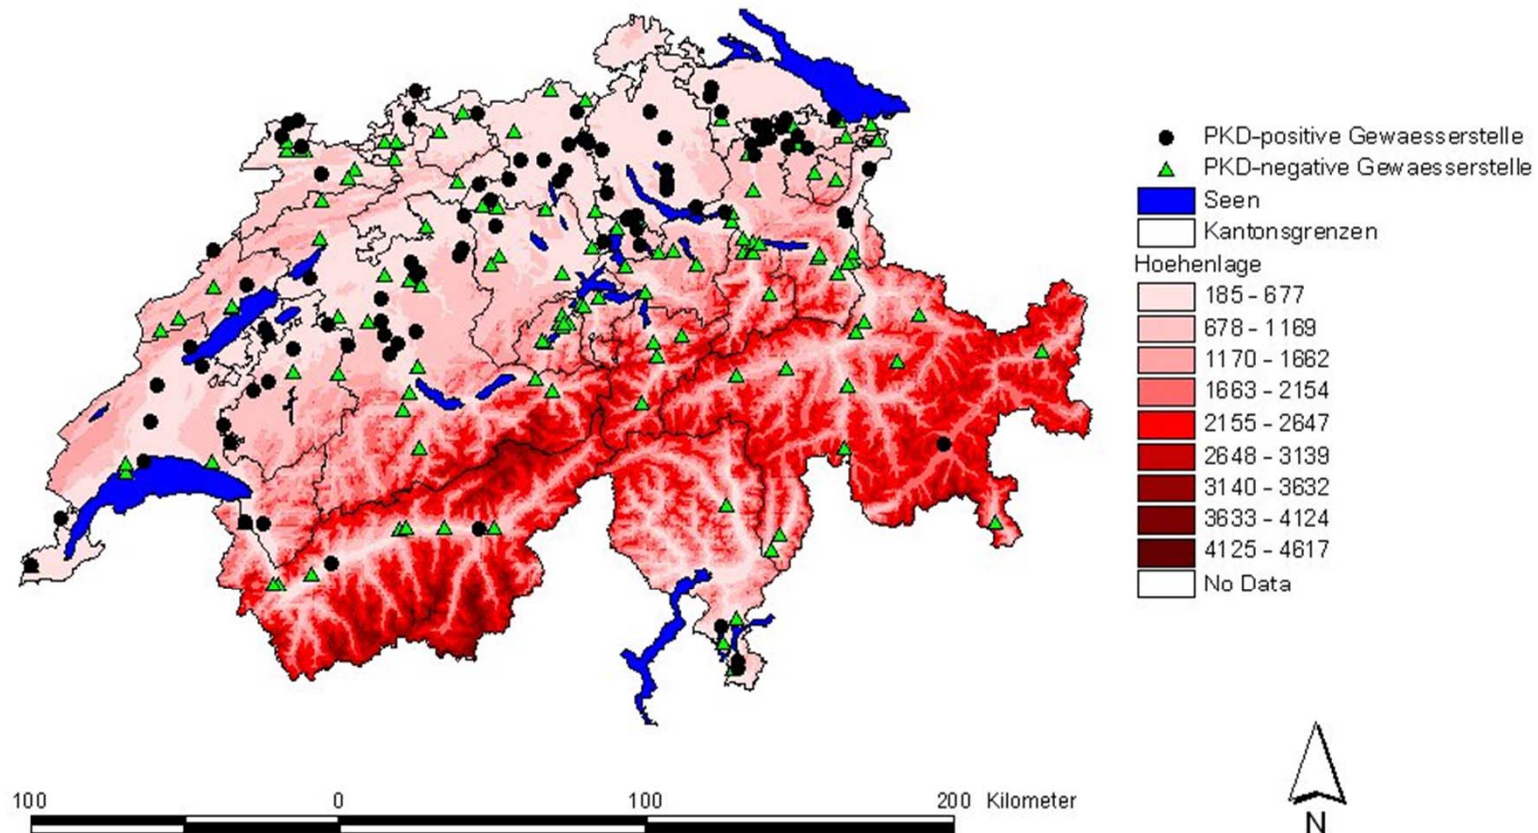 PKD-positive Gewaesserstelle
PKD-negative Gewaesserstelle
Seen
Kantonsgrenzen
Hoehenlage
185 - 677
678 - 1169
1170 - 1662
1663 - 2154
2155 - 2647
2648 - 3139
3140 - 3632
3633 - 4124
4125 - 4617
No Data
100 0 100 200 Kilometer
N